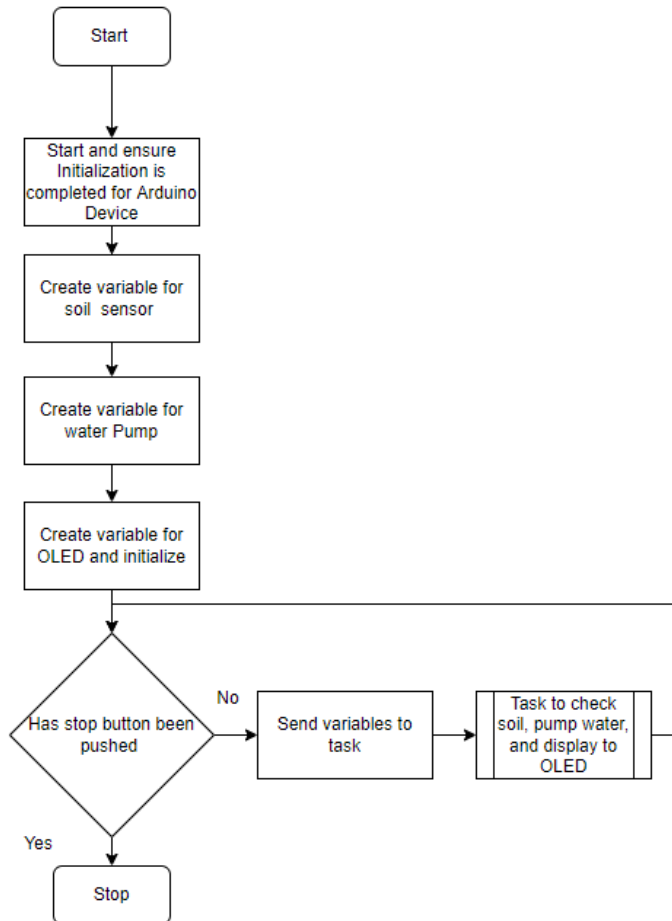 Start
Start and ensure
Initialization is
completed for Arduino
Device
Create variable for
soil sensor
Create variable for
water Pump
Create variable for
OLED and initialize
Has stop button been
pushed
No
Send variables to
task
Task to check
soil, pump water,
and display to
OLED
Yes
Stop